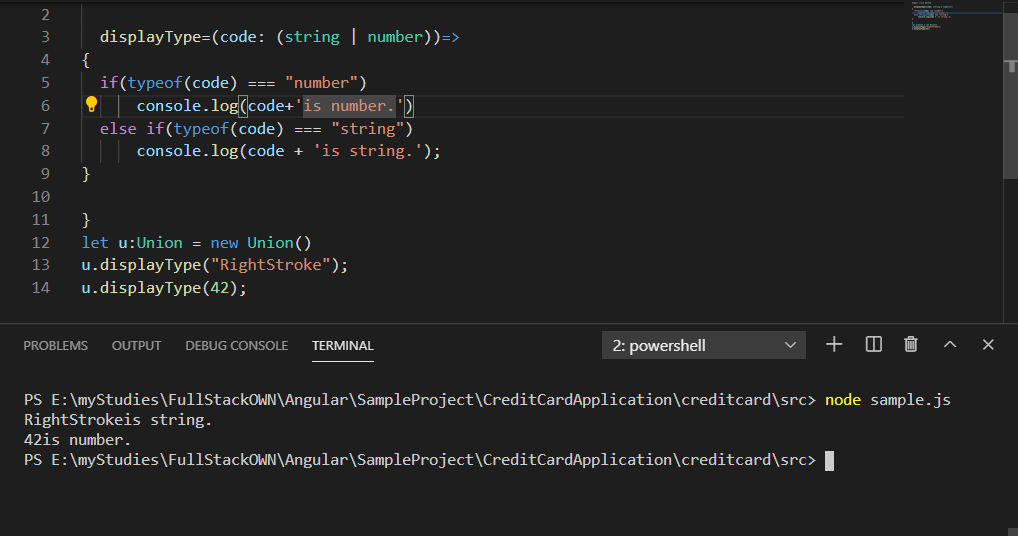 2
3 displayType=(code: (string | number))=>
4 {
5 if(typeof(code) === "number")
6 console.log(code+'is number.')
7 else if(typeof(code) === "string")
8 console.log(code + 'is string.');
9 }
10
11 }
12 let u:Union = new Union()
13 u.displayType("RightStroke");
14 u.displayType(42);
PROBLEMS OUTPUT DEBUG CONSOLE TERMINAL 2: powershell
PS E:\myStudies\FullStackOWN\Angular\SampleProject\CreditCardApplication\creditcard\src> node sample.js
RightStrokeis string.
42is number.
PS E:\myStudies\FullStackOWN\Angular\SampleProject\CreditCardApplication\creditcard\src>